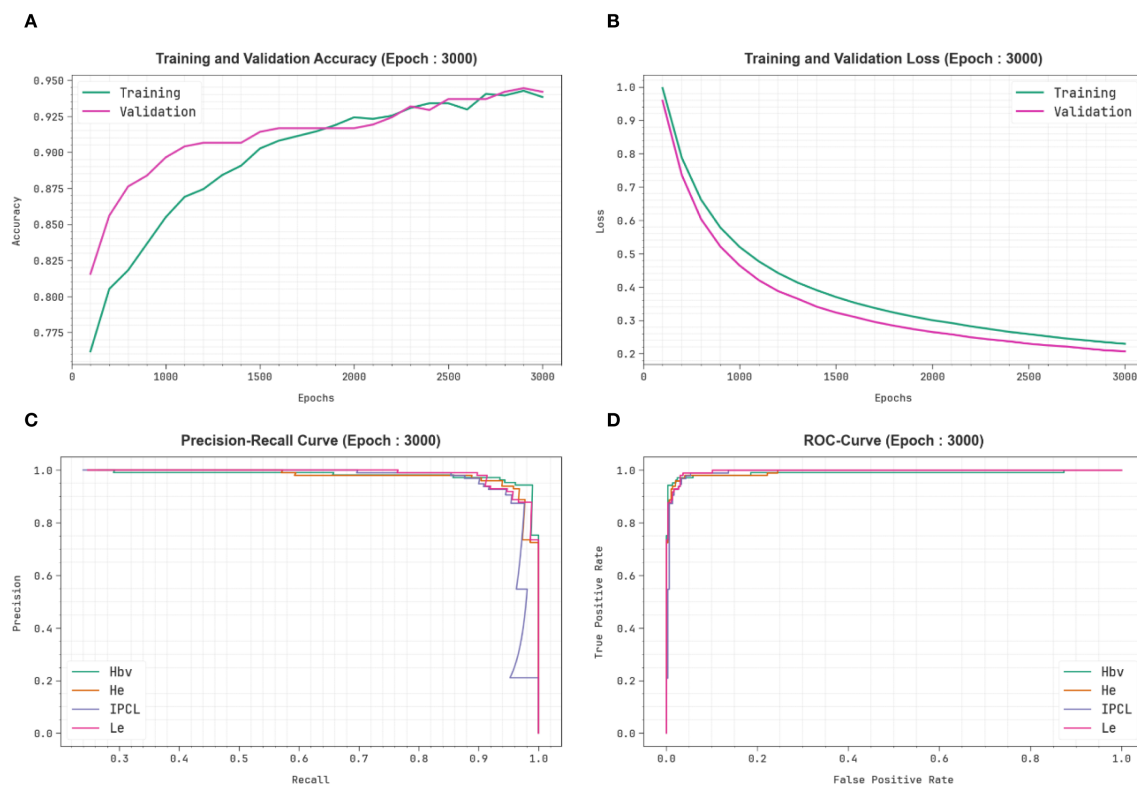 A
Training and Validation Accuracy (Epoch : 3000)
0.950
0.925
0.900
0.875
0.850
0.825
0.800
0.775
Accuracy
Training
Validation
0
1000
1500
2000
2500
3000
Epochs
B
Training and Validation Loss (Epoch : 3000)
1.0
0.9
0.8
0.7
0.6
0.5
0.4
0.3
0.2
Loss
Training
Validation
0
1000
1500
2000
2500
3000
Epochs
C
Precision-Recall Curve (Epoch : 3000)
1.0
0.8
0.6
0.4
0.2
0.0
Precision
Hbv
He
IPCL
Le
0.3
0.4
0.5
0.6
0.7
0.8
0.9
1.0
Recall
D
ROC-Curve (Epoch : 3000)
1.0
0.8
0.6
0.4
0.2
0.0
True Positive Rate
Hbv
He
IPCL
Le
0.0
0.2
0.4
0.6
0.8
1.0
False Positive Rate